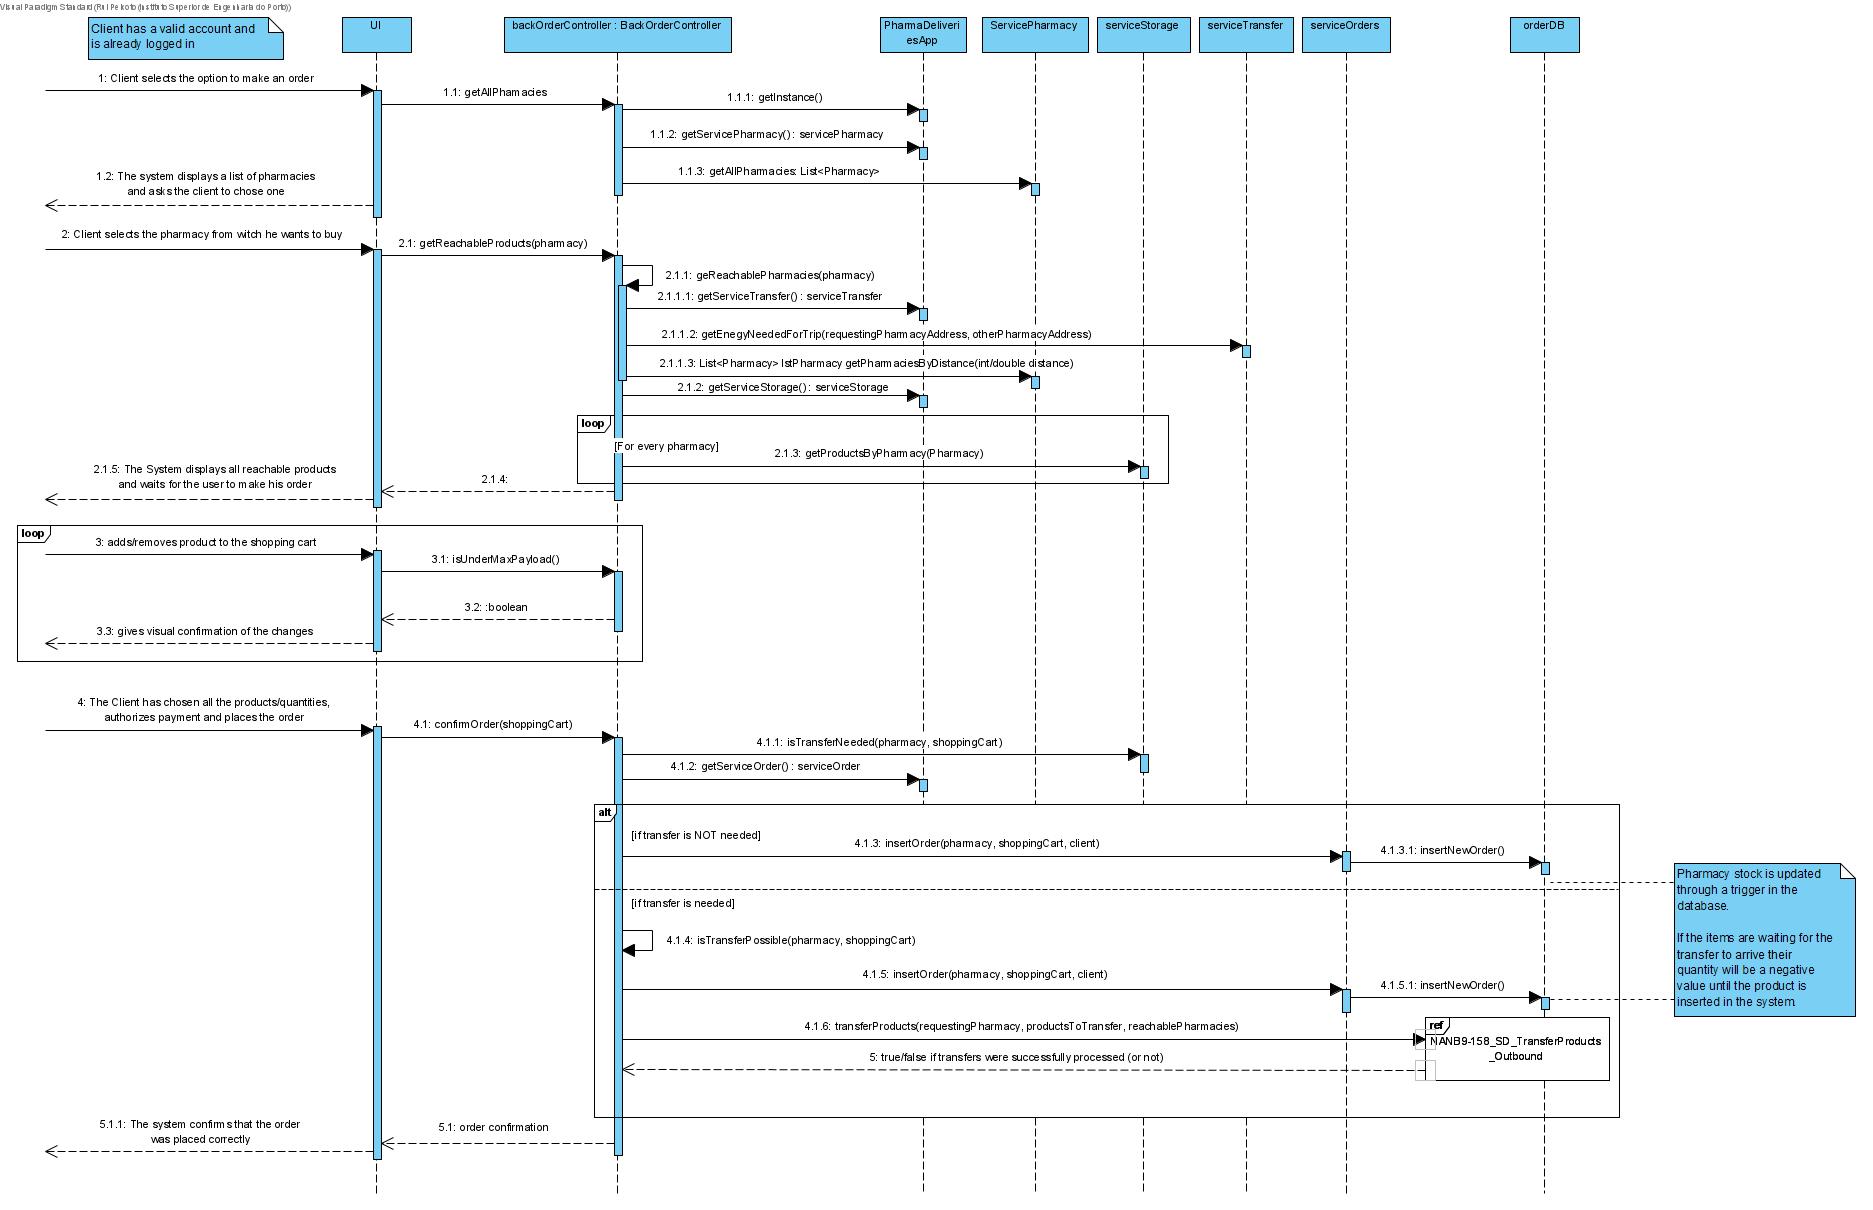 Visual Paradigm Standard (Rui Peixoto (Instituto Superior de Engenharia do Porto))
Client has a valid account and
is already logged in
UI
backOrderController : BackOrderController
PharmaDeliveri
esApp
ServicePharmacy
serviceStorage
serviceTransfer
serviceOrders
orderDB
1: Client selects the option to make an order
1.1: getAllPhamacies
1.1.1: getInstance()
1.1.2: getServicePharmacy() : servicePharmacy
1.1.3: getAllPharmacies: List<Pharmacy>
1.2: The system displays a list of pharmacies
and asks the client to chose one
2: Client selects the pharmacy from witch he wants to buy
2.1: getReachableProducts(pharmacy)
2.1.1: geReachablePharmacies(pharmacy)
2.1.1.1: getServiceTransfer() : serviceTransfer
2.1.1.2: getEnegyNeededForTrip(requestingPharmacyAddress, otherPharmacyAddress)
2.1.1.3: List<Pharmacy> lstPharmacy getPharmaciesByDistance(int/double distance)
2.1.2: getServiceStorage() : serviceStorage
loop
[For every pharmacy]
2.1.3: getProductsByPharmacy(Pharmacy)
2.1.4:
2.1.5: The System displays all reachable products
and waits for the user to make his order
loop
3: adds/removes product to the shopping cart
3.1: isUnderMaxPayload()
3.2: :boolean
3.3: gives visual confirmation of the changes
4: The Client has chosen all the products/quantities,
authorizes payment and places the order
4.1: confirmOrder(shoppingCart)
4.1.1: isTransferNeeded(pharmacy, shoppingCart)
4.1.2: getServiceOrder() : serviceOrder
alt
[if transfer is NOT needed]
4.1.3: insertOrder(pharmacy, shoppingCart, client)
4.1.3.1: insertNewOrder()
[if transfer is needed]
4.1.4: isTransferPossible(pharmacy, shoppingCart)
4.1.5: insertOrder(pharmacy, shoppingCart, client)
4.1.5.1: insertNewOrder()
Pharmacy stock is updated
through a trigger in the
database.
If the items are waiting for the
transfer to arrive their
quantity will be a negative
value until the product is
inserted in the system.
4.1.6: transferProducts(requestingPharmacy, productsToTransfer, reachablePharmacies)
ref
NANB9-158_SD_TransferProducts
_Outbound
5: true/false if transfers were successfully processed (or not)
5.1: order confirmation
5.1.1: The system confirms that the order
was placed correctly